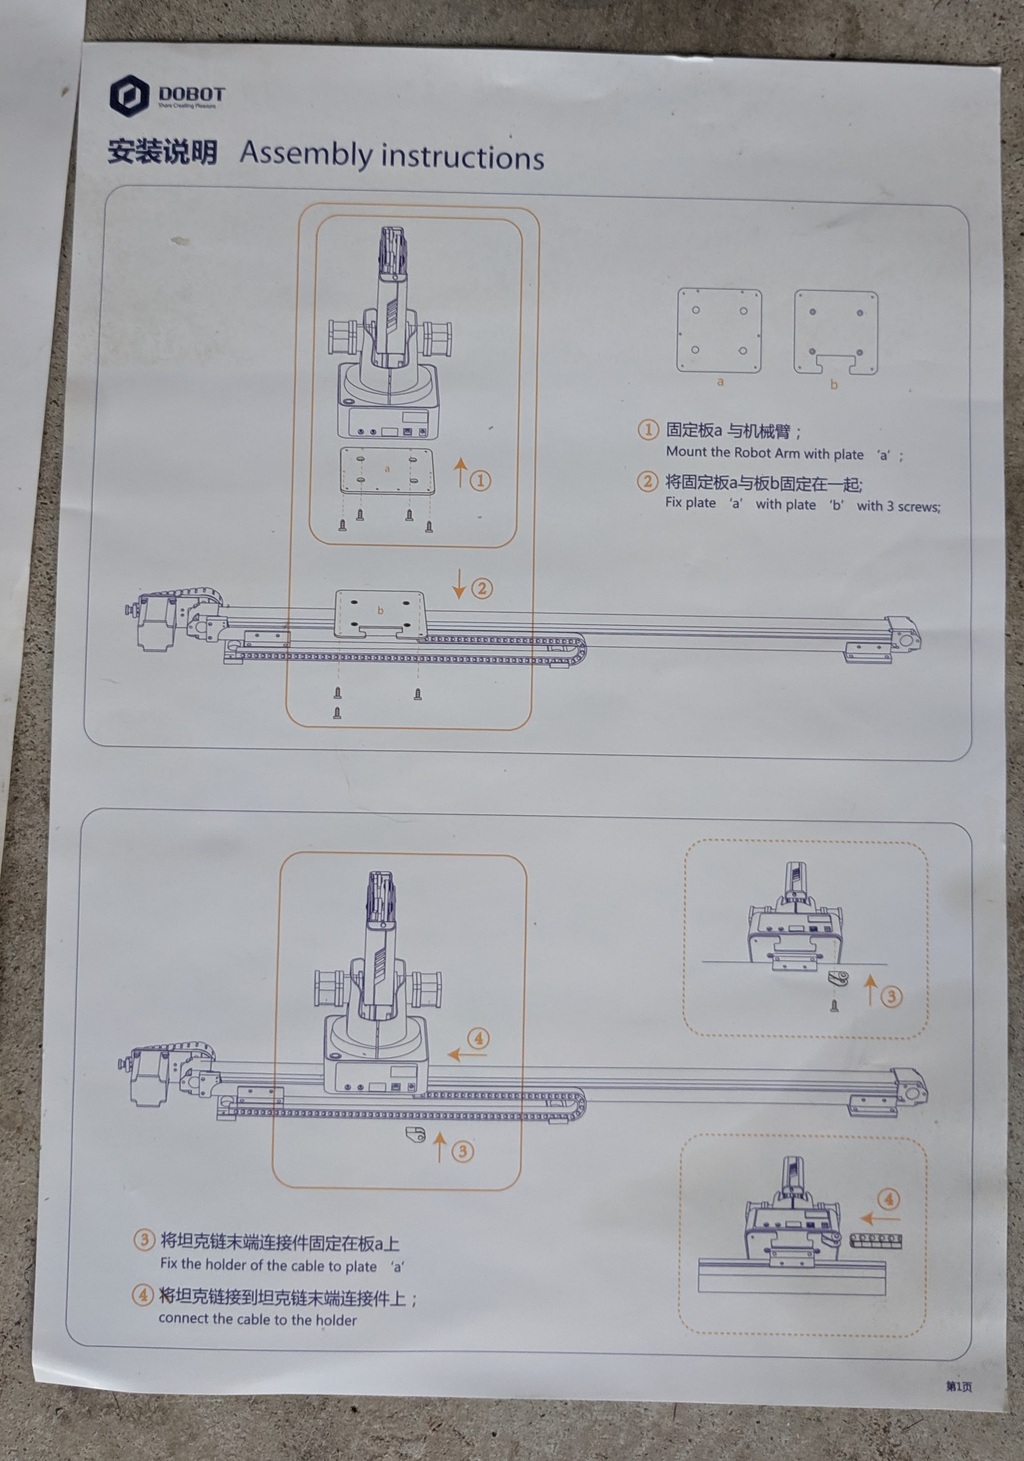 DOBOT
Share Creating Pleasure
安装说明 Assembly instructions
a
①
②
b
a
b
① 固定板a 与机械臂；
Mount the Robot Arm with plate ‘a’ ;
② 将固定板a与板b固定在一起;
Fix plate ‘a’ with plate ‘b’ with 3 screws;
④
③
③
④
③ 将坦克链末端连接件固定在板a上
Fix the holder of the cable to plate ‘a’
④ 将坦克链接到坦克链末端连接件上；
connect the cable to the holder
第1页